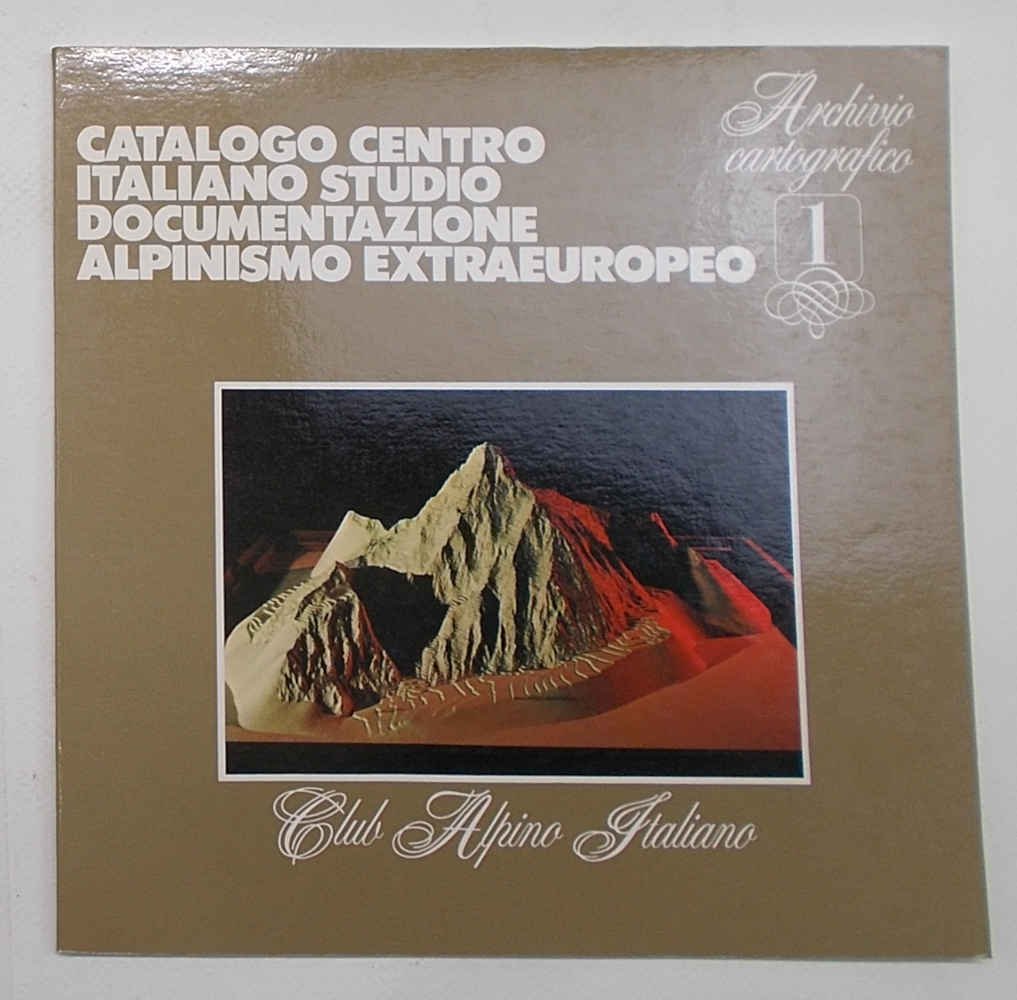 CATALOGO CENTRO
ITALIANO STUDIO
DOCUMENTAZIONE
ALPINISMO EXTRAEUROPEO
Archivio
cartografico
1
Club Alpino Italiano